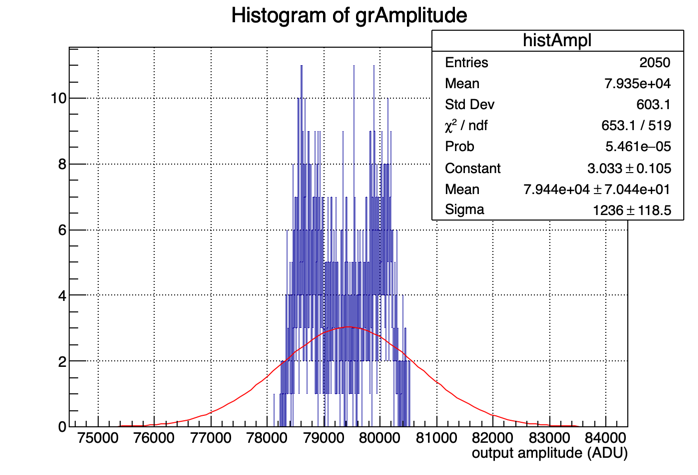 Histogram of grAmplitude
histAmpl
Entries 2050
Mean 7.935e+04
Std Dev 603.1
χ² / ndf 653.1 / 519
Prob 5.461e−05
Constant 3.033 ± 0.105
Mean 7.944e+04 ± 7.044e+01
Sigma 1236 ± 118.5
10
8
6
4
2
0
75000 76000 77000 78000 79000 80000 81000 82000 83000 84000
output amplitude (ADU)